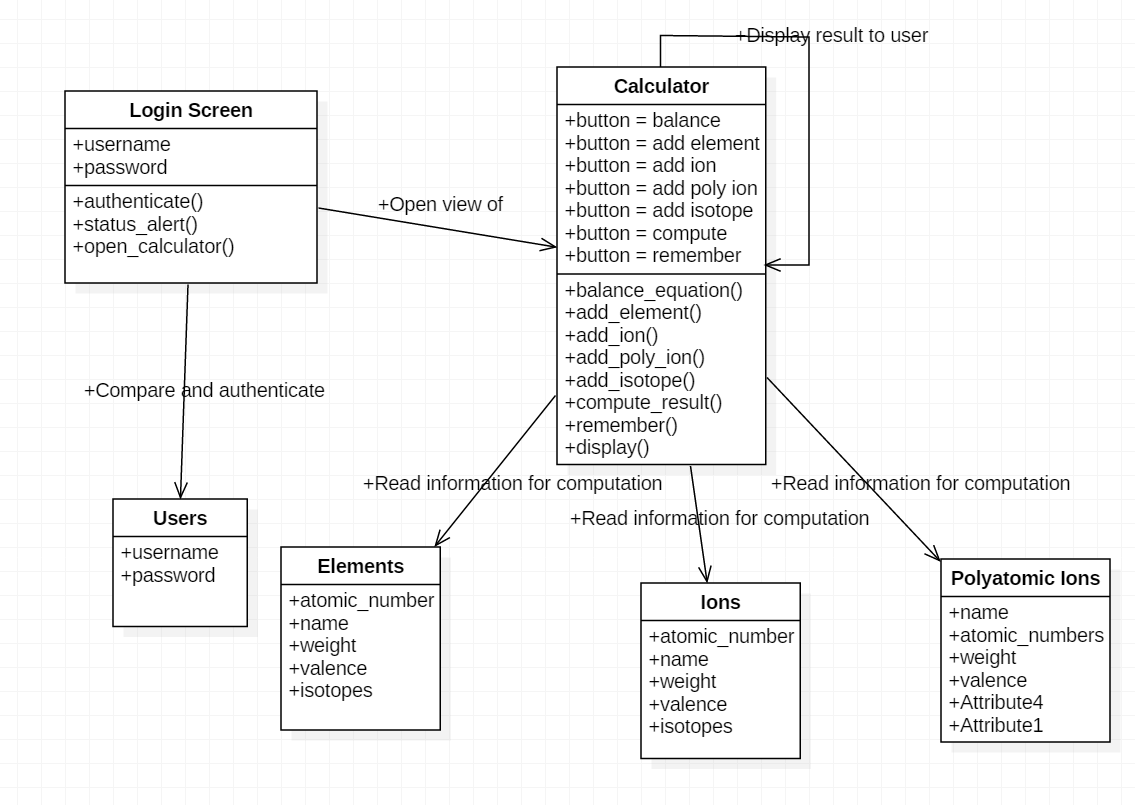 +Display result to user
Login Screen
+username
+password
+authenticate()
+status_alert()
+open_calculator()
+Open view of
Calculator
+button = balance
+button = add element
+button = add ion
+button = add poly ion
+button = add isotope
+button = compute
+button = remember
+balance_equation()
+add_element()
+add_ion()
+add_poly_ion()
+add_isotope()
+compute_result()
+remember()
+display()
+Compare and authenticate
+Read information for computation
+Read information for computation
+Read information for computation
Users
+username
+password
Elements
+atomic_number
+name
+weight
+valence
+isotopes
Ions
+atomic_number
+name
+weight
+valence
+isotopes
Polyatomic Ions
+name
+atomic_numbers
+weight
+valence
+Attribute4
+Attribute1